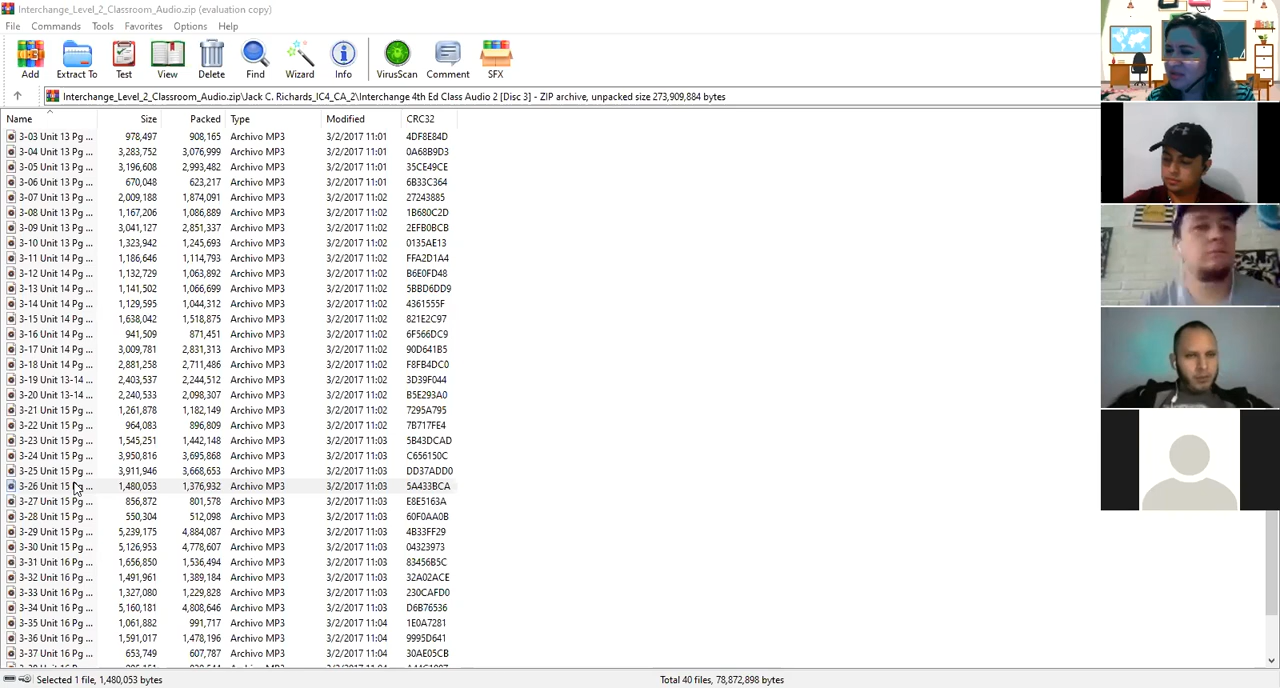 Interchange_Level_2_Classroom_Audio.zip (evaluation copy)
File Commands Tools Favorites Options Help
Add Extract To Test View Delete Find Wizard Info VirusScan Comment SFX
Interchange_Level_2_Classroom_Audio.zip\Jack C. Richards_IC4_CA_2\Interchange 4th Ed Class Audio 2 [Disc 3] - ZIP archive, unpacked size 273,909,884 bytes
Name Size Packed Type Modified CRC32
3-03 Unit 13 Pg ... 978,497 908,165 Archivo MP3 3/2/2017 11:01 4DF8E84D
3-04 Unit 13 Pg ... 3,283,752 3,076,999 Archivo MP3 3/2/2017 11:01 0A68B9D3
3-05 Unit 13 Pg ... 3,196,608 2,993,482 Archivo MP3 3/2/2017 11:01 35CE49CE
3-06 Unit 13 Pg ... 670,048 623,217 Archivo MP3 3/2/2017 11:01 6B33C364
3-07 Unit 13 Pg ... 2,009,188 1,874,091 Archivo MP3 3/2/2017 11:02 27243885
3-08 Unit 13 Pg ... 1,167,206 1,086,889 Archivo MP3 3/2/2017 11:02 1B680C2D
3-09 Unit 13 Pg ... 3,041,127 2,851,337 Archivo MP3 3/2/2017 11:02 2EFB0BCB
3-10 Unit 13 Pg ... 1,323,942 1,245,693 Archivo MP3 3/2/2017 11:02 0135AE13
3-11 Unit 14 Pg ... 1,186,646 1,114,793 Archivo MP3 3/2/2017 11:02 FFA2D1A4
3-12 Unit 14 Pg ... 1,132,729 1,063,892 Archivo MP3 3/2/2017 11:02 B6E0FD48
3-13 Unit 14 Pg ... 1,141,502 1,066,699 Archivo MP3 3/2/2017 11:02 5BBD6DD9
3-14 Unit 14 Pg ... 1,129,595 1,044,312 Archivo MP3 3/2/2017 11:02 4361555F
3-15 Unit 14 Pg ... 1,638,042 1,518,875 Archivo MP3 3/2/2017 11:02 821E2C97
3-16 Unit 14 Pg ... 941,509 871,451 Archivo MP3 3/2/2017 11:02 6F566DC9
3-17 Unit 14 Pg ... 3,009,781 2,831,313 Archivo MP3 3/2/2017 11:02 90D641B5
3-18 Unit 14 Pg ... 2,881,258 2,711,486 Archivo MP3 3/2/2017 11:02 F8FB4DC0
3-19 Unit 13-14 ... 2,403,537 2,244,512 Archivo MP3 3/2/2017 11:02 3D39F044
3-20 Unit 13-14 ... 2,240,533 2,098,307 Archivo MP3 3/2/2017 11:02 B5E293A0
3-21 Unit 15 Pg ... 1,261,878 1,182,149 Archivo MP3 3/2/2017 11:02 7295A795
3-22 Unit 15 Pg ... 964,083 896,809 Archivo MP3 3/2/2017 11:02 7B717FE4
3-23 Unit 15 Pg ... 1,545,251 1,442,148 Archivo MP3 3/2/2017 11:03 5B43DCAD
3-24 Unit 15 Pg ... 3,950,816 3,695,868 Archivo MP3 3/2/2017 11:03 C656150C
3-25 Unit 15 Pg ... 3,911,946 3,668,653 Archivo MP3 3/2/2017 11:03 DD37ADD0
3-26 Unit 15 ... 1,480,053 1,376,932 Archivo MP3 3/2/2017 11:03 5A433BCA
3-27 Unit 15 Pg ... 856,872 801,578 Archivo MP3 3/2/2017 11:03 E8E5163A
3-28 Unit 15 Pg ... 550,304 512,098 Archivo MP3 3/2/2017 11:03 60F0AA0B
3-29 Unit 15 Pg ... 5,239,175 4,884,087 Archivo MP3 3/2/2017 11:03 4B33FF29
3-30 Unit 15 Pg ... 5,126,953 4,778,607 Archivo MP3 3/2/2017 11:03 04323973
3-31 Unit 16 Pg ... 1,656,850 1,536,494 Archivo MP3 3/2/2017 11:03 83456B5C
3-32 Unit 16 Pg ... 1,491,961 1,389,184 Archivo MP3 3/2/2017 11:03 32A02ACE
3-33 Unit 16 Pg ... 1,327,080 1,229,828 Archivo MP3 3/2/2017 11:03 230CAFD0
3-34 Unit 16 Pg ... 5,160,181 4,808,646 Archivo MP3 3/2/2017 11:03 D6B76536
3-35 Unit 16 Pg ... 1,061,882 991,717 Archivo MP3 3/2/2017 11:04 1E0A7281
3-36 Unit 16 Pg ... 1,591,017 1,478,196 Archivo MP3 3/2/2017 11:04 9995D641
3-37 Unit 16 Pg ... 653,749 607,787 Archivo MP3 3/2/2017 11:04 30AE05CB
Selected 1 file, 1,480,053 bytes Total 40 files, 78,872,898 bytes